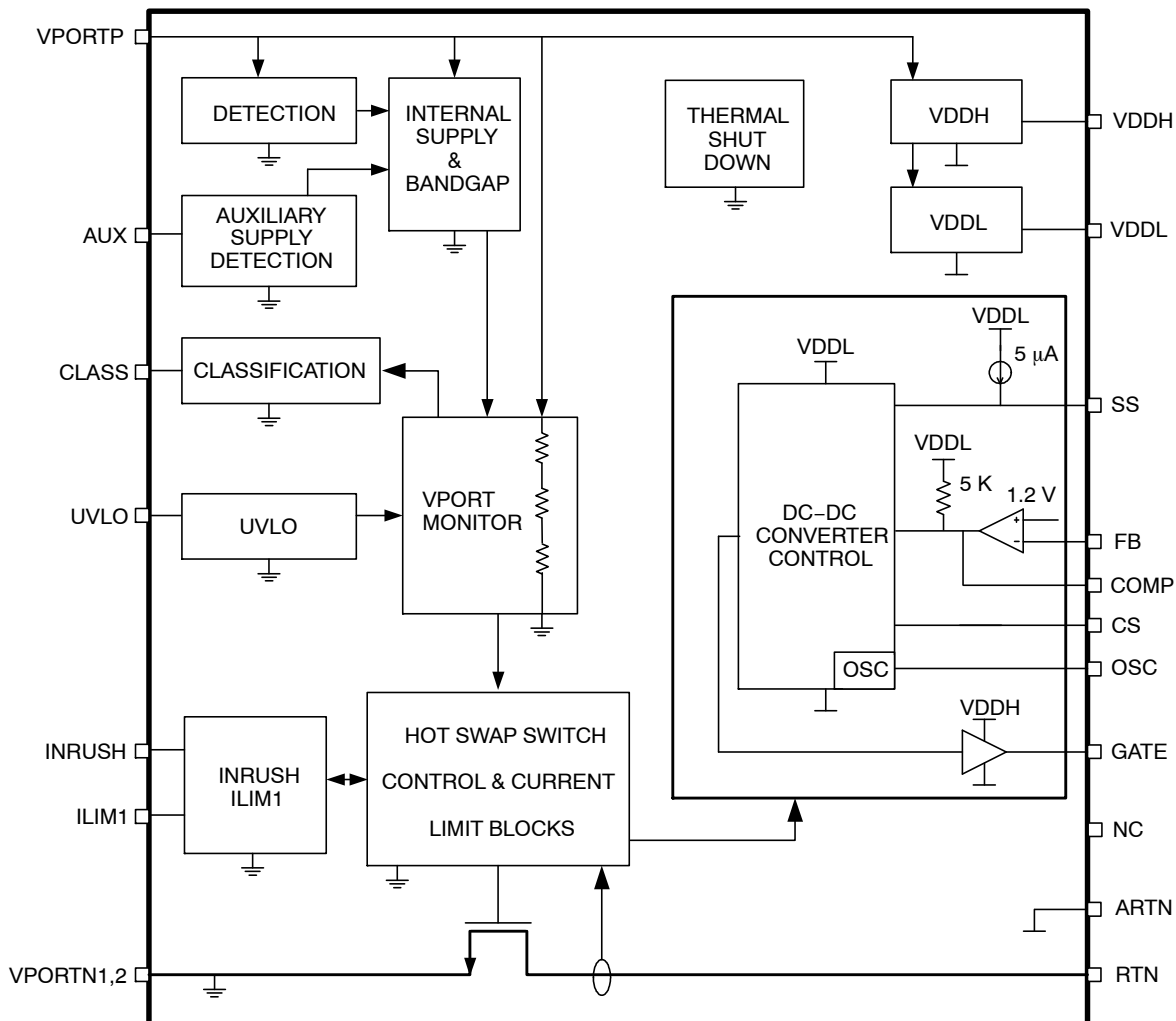 VPORTP
DETECTION
INTERNAL
SUPPLY
&
BANDGAP
THERMAL
SHUT
DOWN
VDDH
VDDH
AUX
AUXILIARY
SUPPLY
DETECTION
VDDL
VDDL
CLASS
CLASSIFICATION
VDDL
VDDL
5 μA
SS
UVLO
UVLO
VPORT
MONITOR
DC–DC
CONVERTER
CONTROL
VDDL
5 K
1.2 V
+
–
FB
COMP
CS
OSC
OSC
INRUSH
ILIM1
INRUSH
ILIM1
HOT SWAP SWITCH
CONTROL & CURRENT
LIMIT BLOCKS
VDDH
GATE
NC
ARTN
VPORTN1,2
RTN